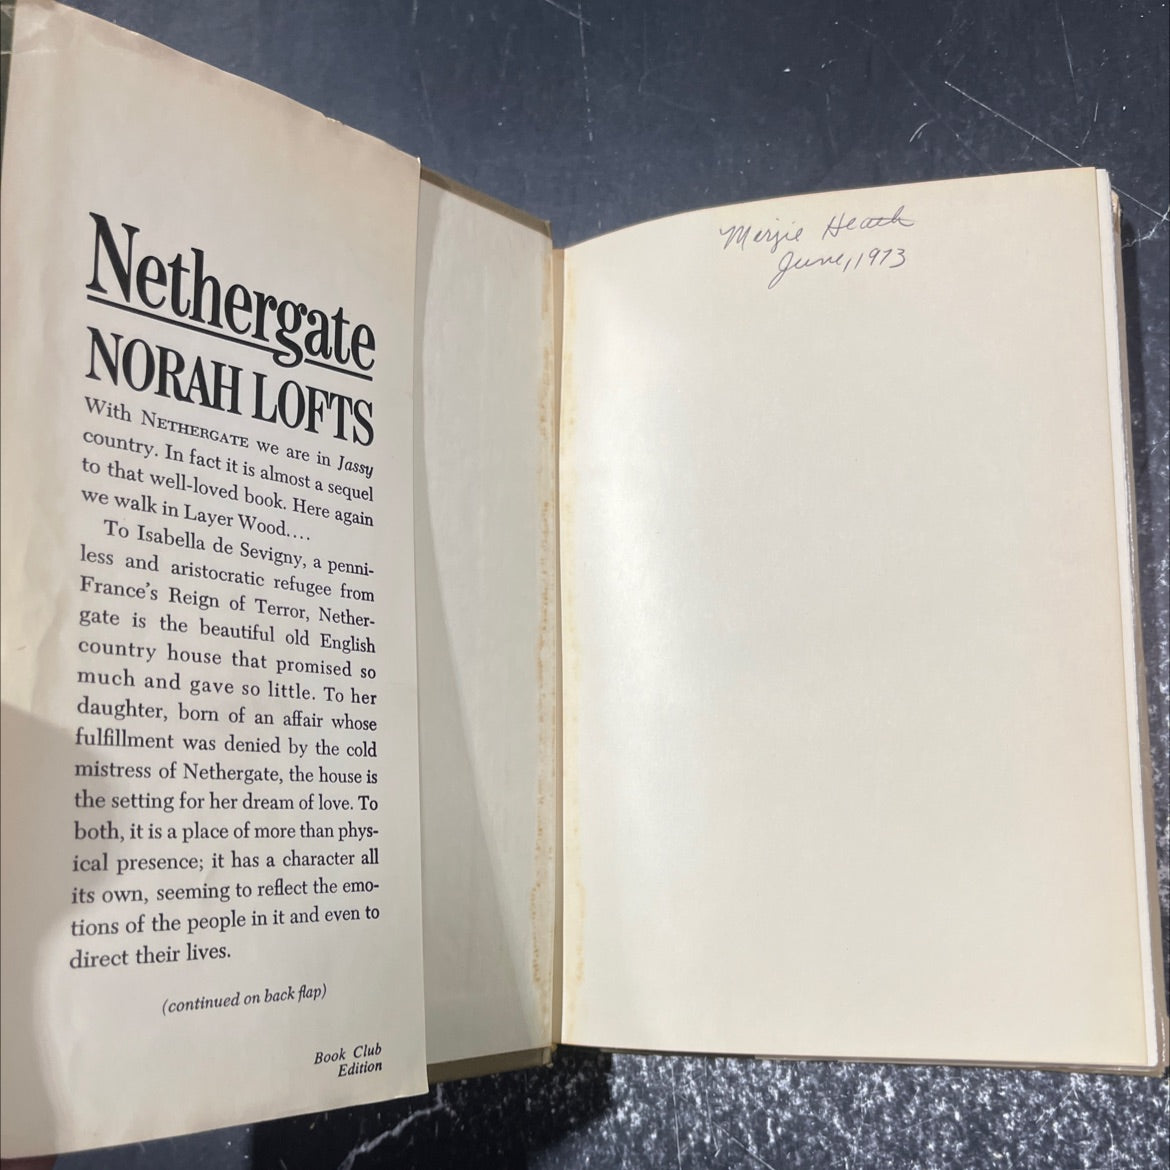 Nethergate
NORAH LOFTS
With NETHERGATE we are in Jassy
country. In fact it is almost a sequel
to that well-loved book. Here again
we walk in Layer Wood....
To Isabella de Sevigny, a penni-
less and aristocratic refugee from
France's Reign of Terror, Nether-
gate is the beautiful old English
country house that promised so
much and gave so little. To her
daughter, born of an affair whose
fulfillment was denied by the cold
mistress of Nethergate, the house is
the setting for her dream of love. To
both, it is a place of more than phys-
ical presence; it has a character all
its own, seeming to reflect the emo-
tions of the people in it and even to
direct their lives.
(continued on back flap)
Book Club
Edition
Marjie Heath
June, 1973